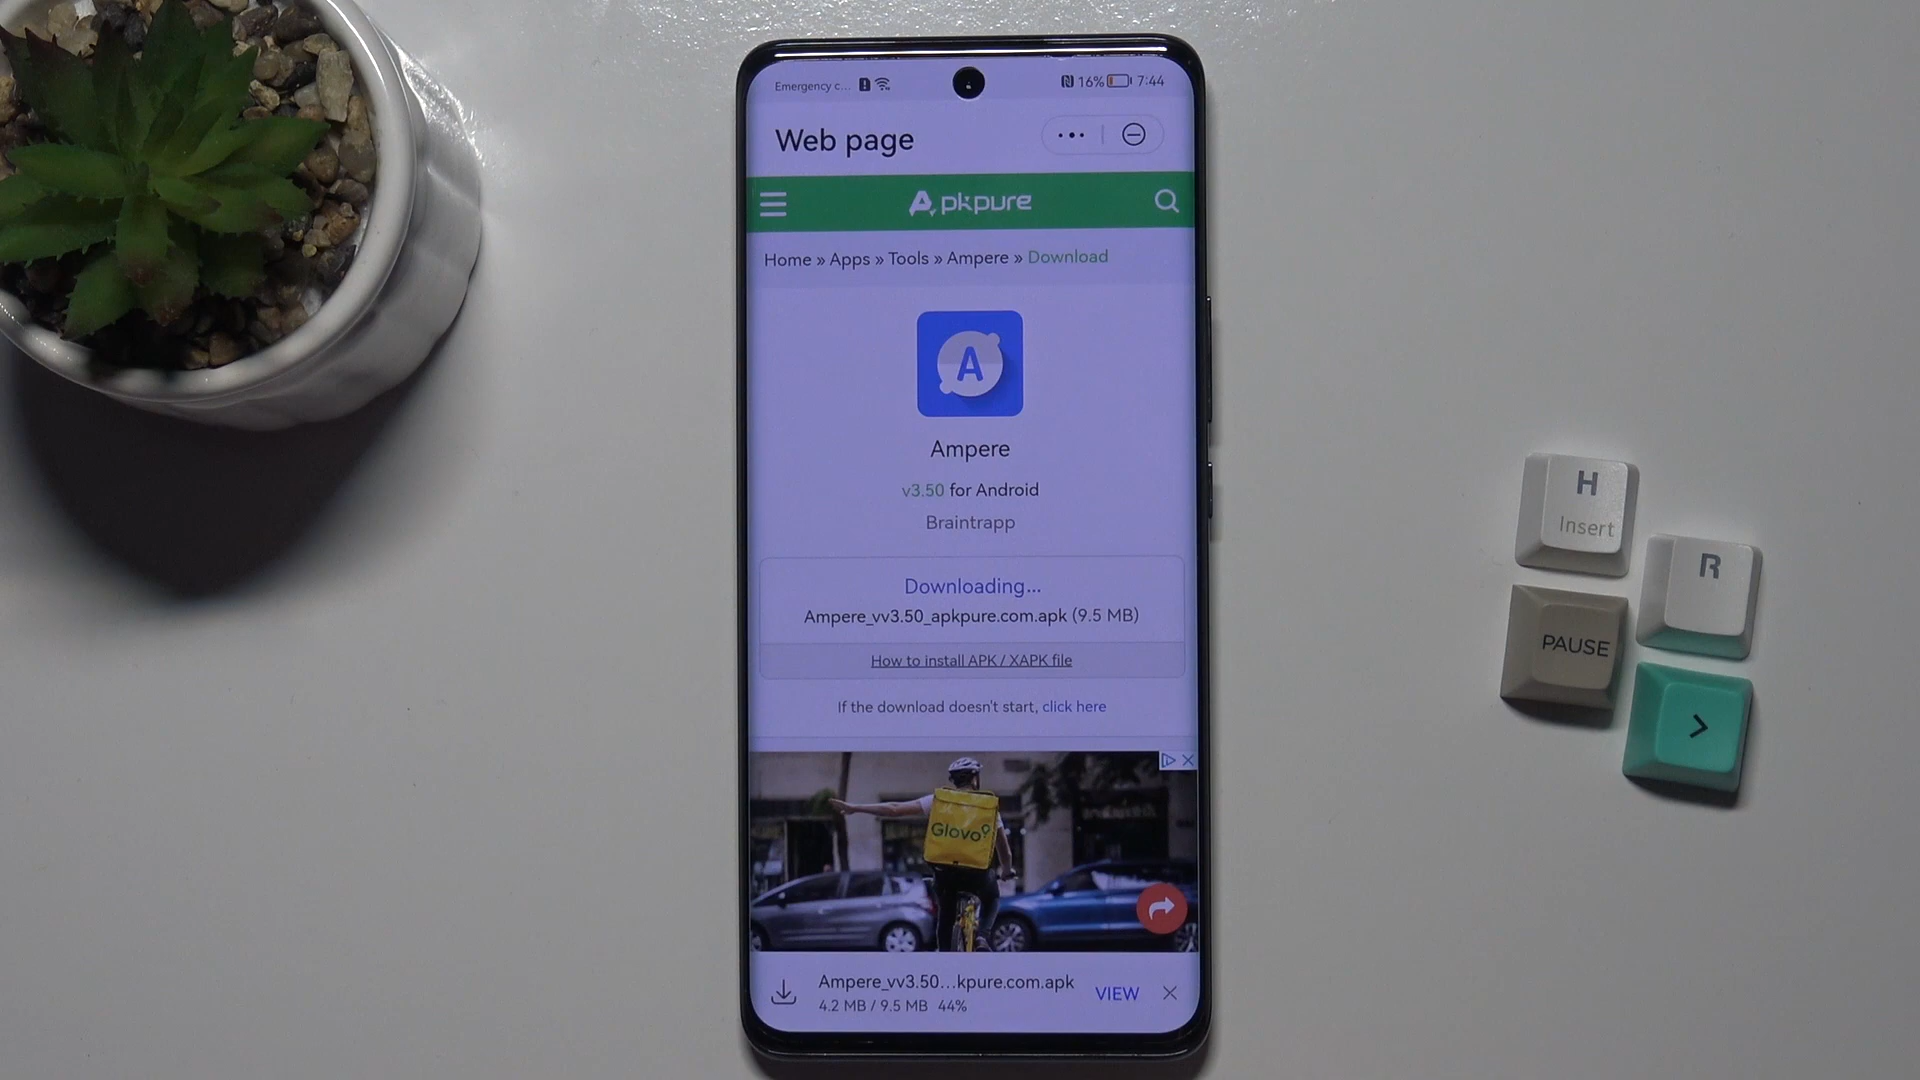 Emergency c...
16%
7:44
Web page
Apkpure
Home » Apps » Tools » Ampere » Download
A
Ampere
v3.50 for Android
Braintrapp
Downloading...
Ampere_vv3.50_apkpure.com.apk (9.5 MB)
How to install APK / XAPK file
If the download doesn't start, click here
Glovo
Ampere_vv3.50...kpure.com.apk
4.2 MB / 9.5 MB 44%
VIEW
H
Insert
R
PAUSE
>